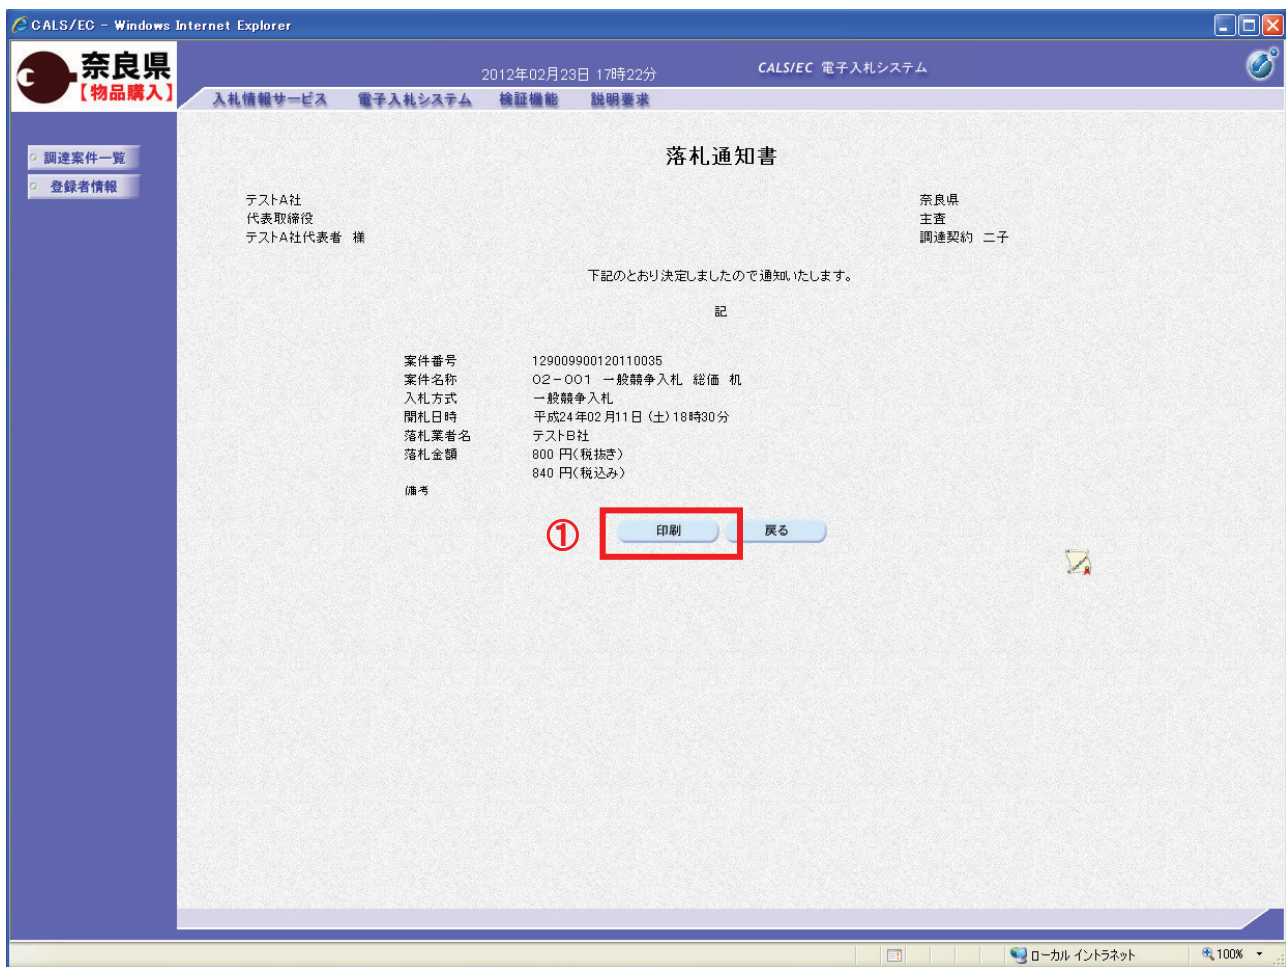 CALS/EC - Windows Internet Explorer
奈良県
【物品購入】
2012年02月23日 17時22分
CALS/EC 電子入札システム
入札情報サービス 電子入札システム 検証機能 説明要求
調達案件一覧
登録者情報
落札通知書
テストA社
代表取締役
テストA社代表者 様
奈良県
主査
調達契約 二子
下記のとおり決定しましたので通知いたします。
記
案件番号 129009900120110035
案件名称 02-001 一般競争入札 総価 机
入札方式 一般競争入札
開札日時 平成24年02月11日(土)18時30分
落札業者名 テストB社
落札金額 800 円(税抜き)
840 円(税込み)
備考
① 印刷 戻る
ローカル イントラネット 100%